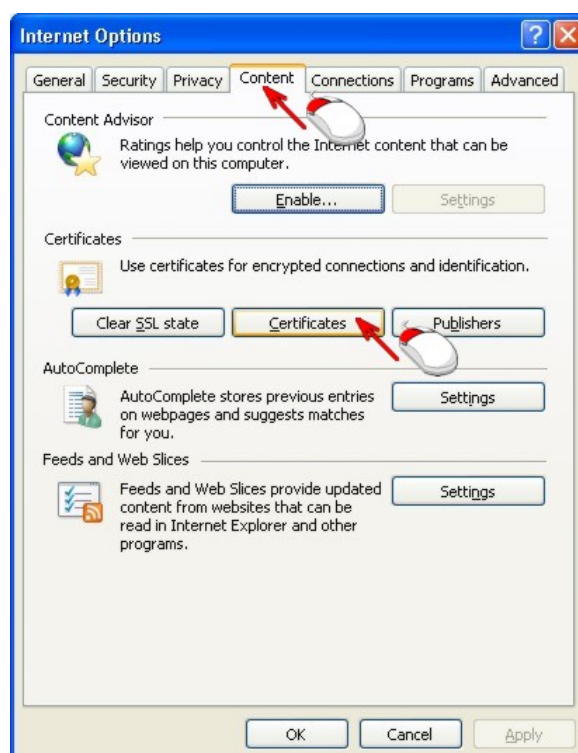 Internet Options
General Security Privacy Content Connections Programs Advanced
Content Advisor
Ratings help you control the Internet content that can be
viewed on this computer.
Enable... Settings
Certificates
Use certificates for encrypted connections and identification.
Clear SSL state Certificates Publishers
AutoComplete
AutoComplete stores previous entries
on webpages and suggests matches
for you.
Settings
Feeds and Web Slices
Feeds and Web Slices provide updated
content from websites that can be
read in Internet Explorer and other
programs.
Settings
OK Cancel Apply